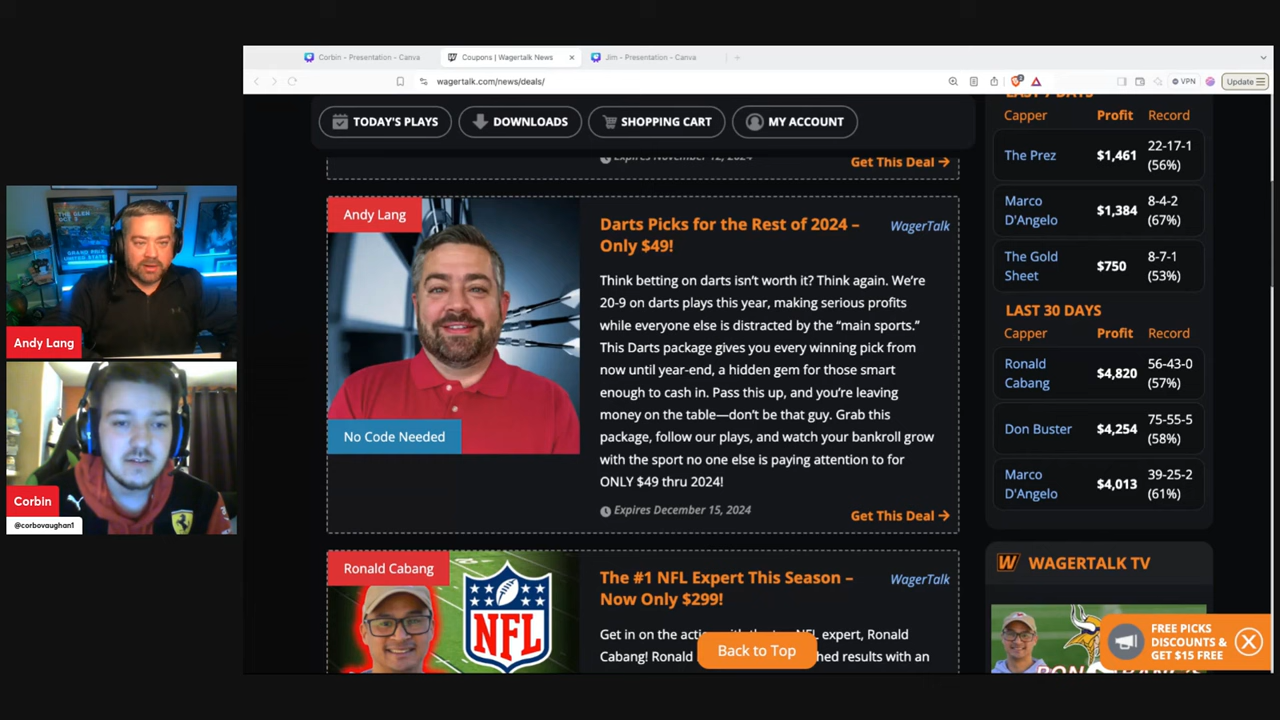 Corbin - Presentation - Canva
Coupons | Wagertalk News
Jim - Presentation - Canva
wagertalk.com/news/deals/
VPN
Update
TODAY'S PLAYS
DOWNLOADS
SHOPPING CART
MY ACCOUNT
Expires November 12, 2024
Get This Deal →
Andy Lang
No Code Needed
Darts Picks for the Rest of 2024 –
Only $49!
WagerTalk
Think betting on darts isn't worth it? Think again. We're
20-9 on darts plays this year, making serious profits
while everyone else is distracted by the “main sports.”
This Darts package gives you every winning pick from
now until year-end, a hidden gem for those smart
enough to cash in. Pass this up, and you're leaving
money on the table—don't be that guy. Grab this
package, follow our plays, and watch your bankroll grow
with the sport no one else is paying attention to for
ONLY $49 thru 2024!
Expires December 15, 2024
Get This Deal →
Ronald Cabang
NFL
The #1 NFL Expert This Season –
Now Only $299!
WagerTalk
Get in on the
NFL expert, Ronald
Cabang! Ronald
results with an
Back to Top
LAST 7 DAYS
Capper Profit Record
The Prez $1,461 22-17-1
(56%)
Marco
D'Angelo $1,384 8-4-2
(67%)
The Gold
Sheet $750 8-7-1
(53%)
LAST 30 DAYS
Capper Profit Record
Ronald
Cabang $4,820 56-43-0
(57%)
Don Buster $4,254 75-55-5
(58%)
Marco
D'Angelo $4,013 39-25-2
(61%)
W WAGERTALK TV
FREE PICKS
DISCOUNTS &
GET $15 FREE
THE GLEN
Andy Lang
Corbin
@corbovaughan1